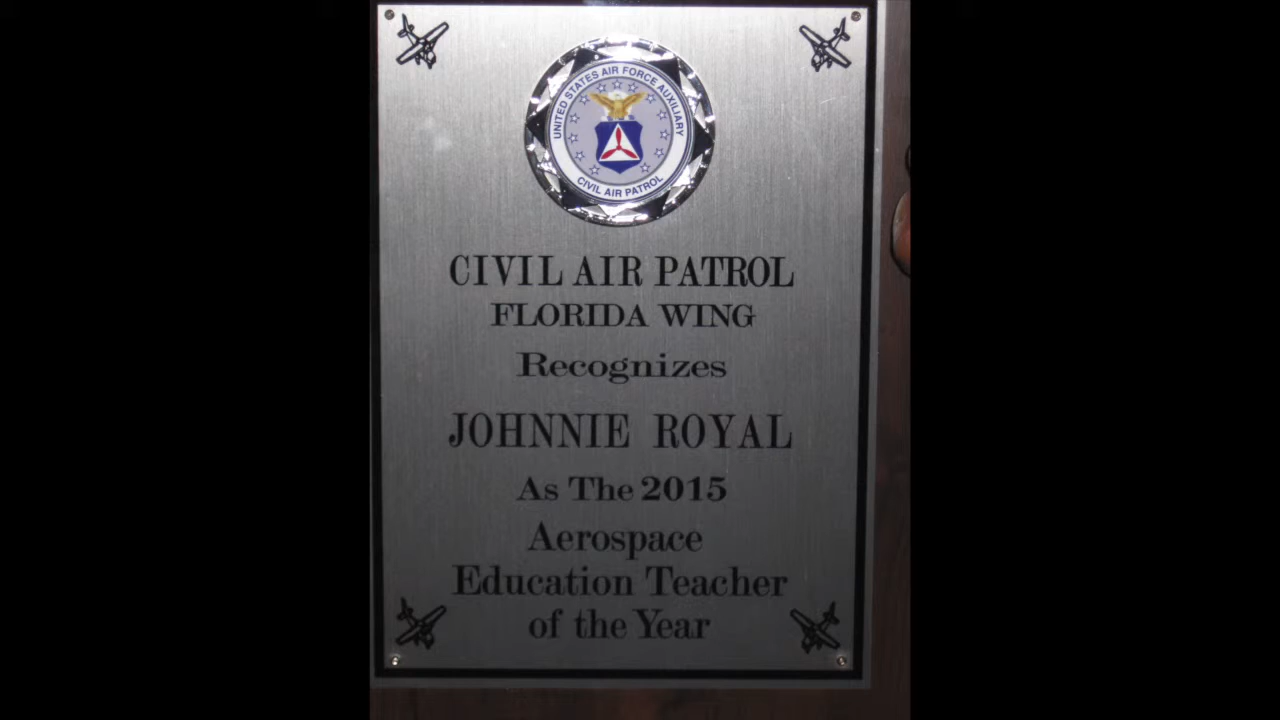 UNITED STATES AIR FORCE AUXILIARY
CIVIL AIR PATROL
CIVIL AIR PATROL
FLORIDA WING
Recognizes
JOHNNIE ROYAL
As The 2015
Aerospace
Education Teacher
of the Year